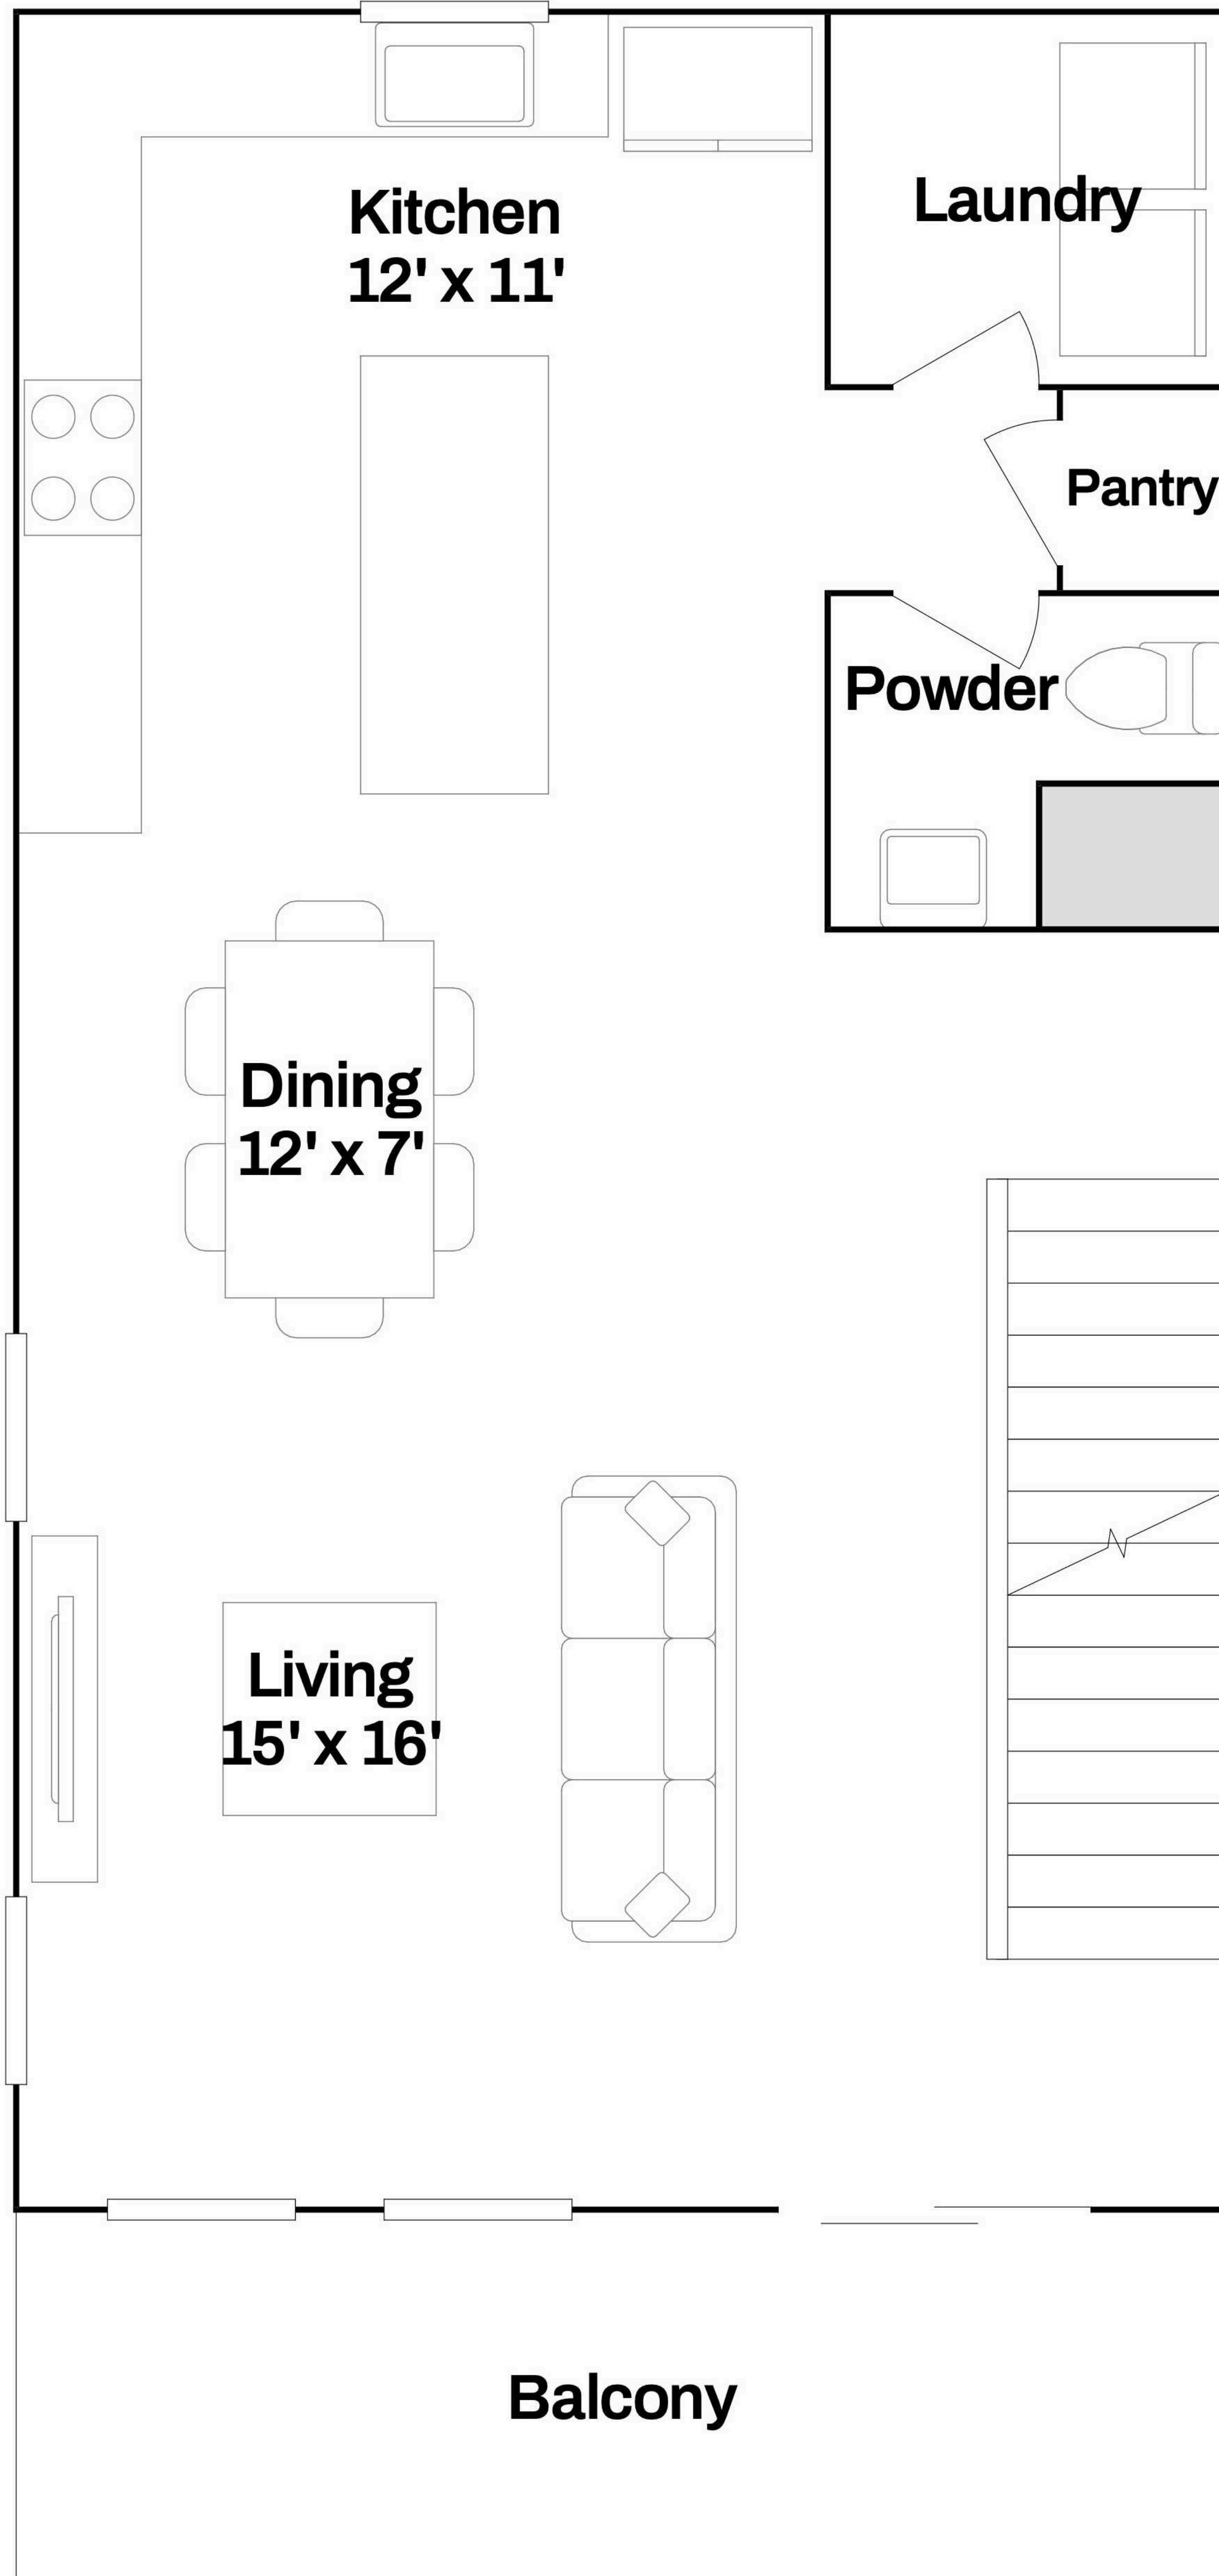 Kitchen
12' x 11'
Laundry
Pantry
Powder
Dining
12' x 7'
Living
15' x 16'
Balcony